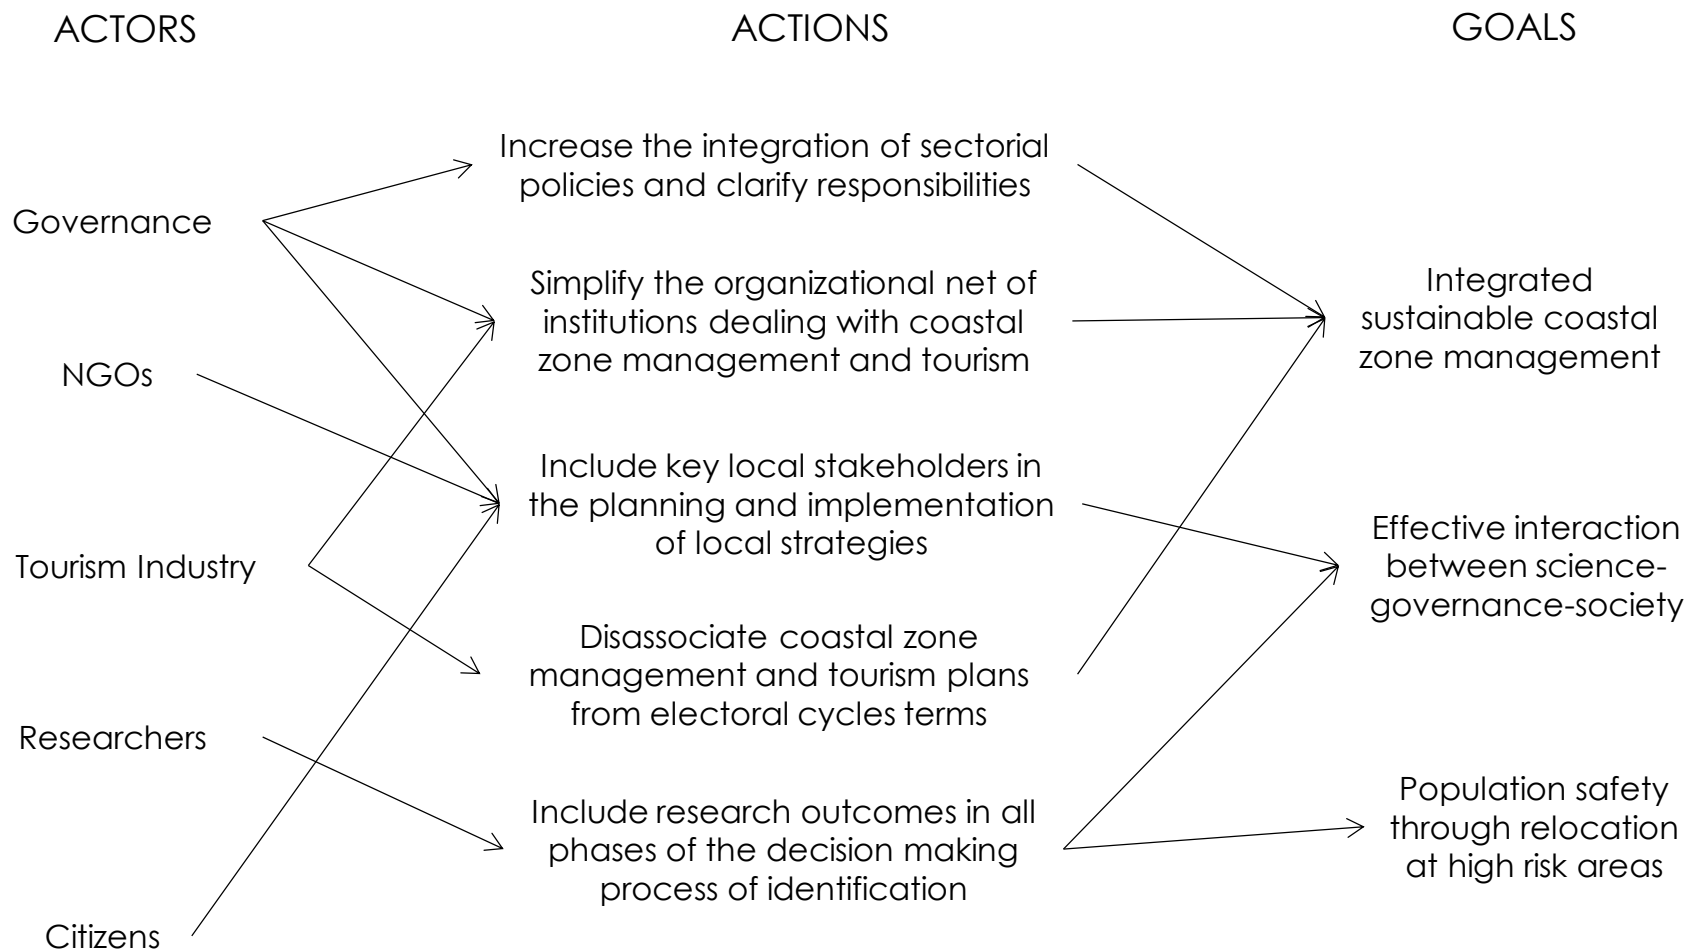 ACTORS
ACTIONS
GOALS
Governance
NGOs
Tourism Industry
Researchers
Citizens
Increase the integration of sectorial
policies and clarify responsibilities
Simplify the organizational net of
institutions dealing with coastal
zone management and tourism
Include key local stakeholders in
the planning and implementation
of local strategies
Disassociate coastal zone
management and tourism plans
from electoral cycles terms
Include research outcomes in all
phases of the decision making
process of identification
Integrated
sustainable coastal
zone management
Effective interaction
between science-
governance-society
Population safety
through relocation
at high risk areas